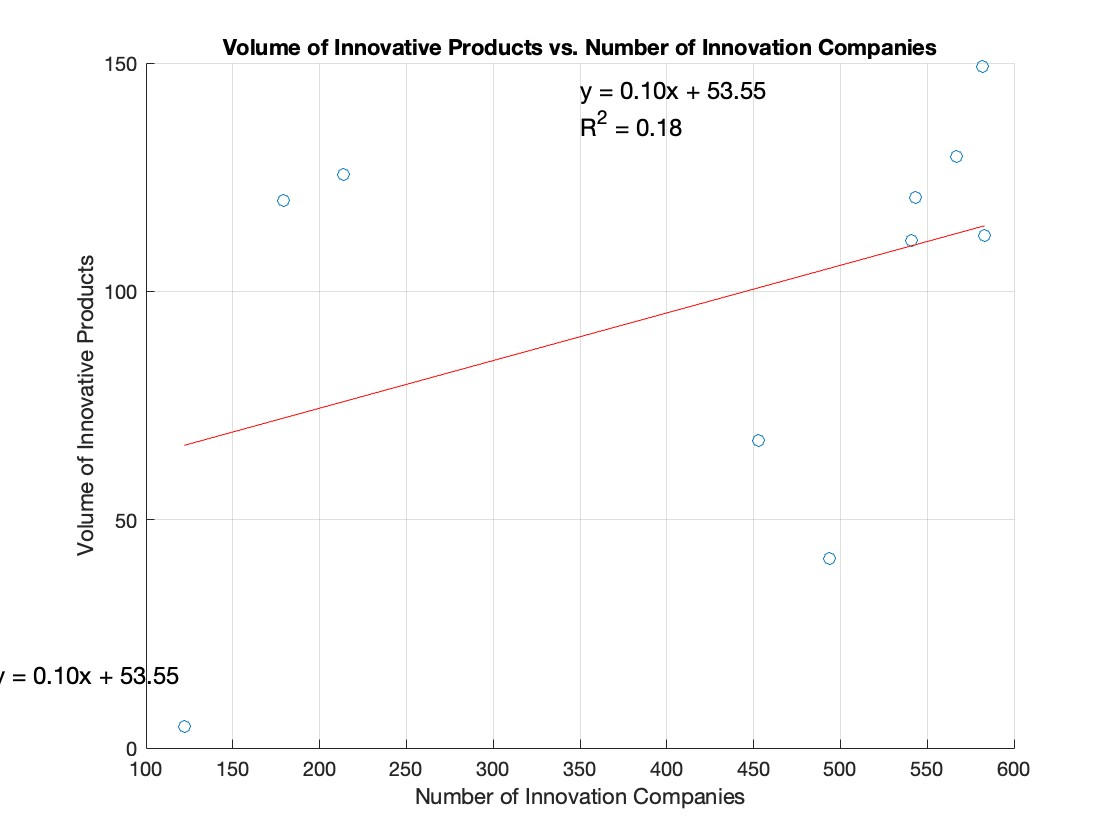 Volume of Innovative Products vs. Number of Innovation Companies
150
y = 0.10x + 53.55
R² = 0.18
100
Volume of Innovative Products
50
y = 0.10x + 53.55
0
100 150 200 250 300 350 400 450 500 550 600
Number of Innovation Companies